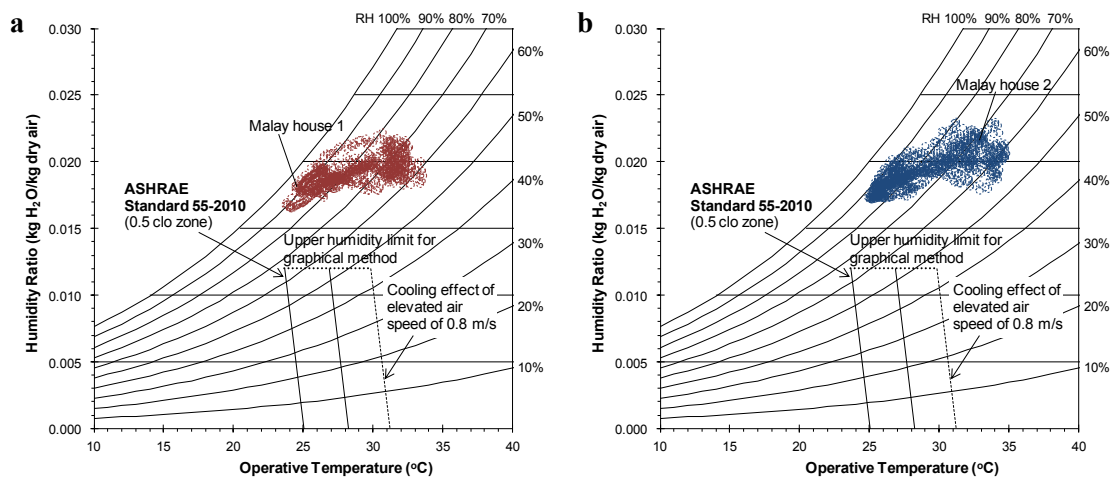 a
RH 100% 90% 80% 70%
60%
50%
40%
30%
20%
10%
0.030
0.025
0.020
0.015
0.010
0.005
0.000
Humidity Ratio (kg H₂O/kg dry air)
Malay house 1
ASHRAE
Standard 55-2010
(0.5 clo zone)
Upper humidity limit for
graphical method
Cooling effect of
elevated air
speed of 0.8 m/s
10 15 20 25 30 35 40
Operative Temperature (ᵒC)
b
RH 100% 90% 80% 70%
60%
50%
40%
30%
20%
10%
0.030
0.025
0.020
0.015
0.010
0.005
0.000
Humidity Ratio (kg H₂O/kg dry air)
Malay house 2
ASHRAE
Standard 55-2010
(0.5 clo zone)
Upper humidity limit for
graphical method
Cooling effect of
elevated air
speed of 0.8 m/s
10 15 20 25 30 35 40
Operative Temperature (ᵒC)